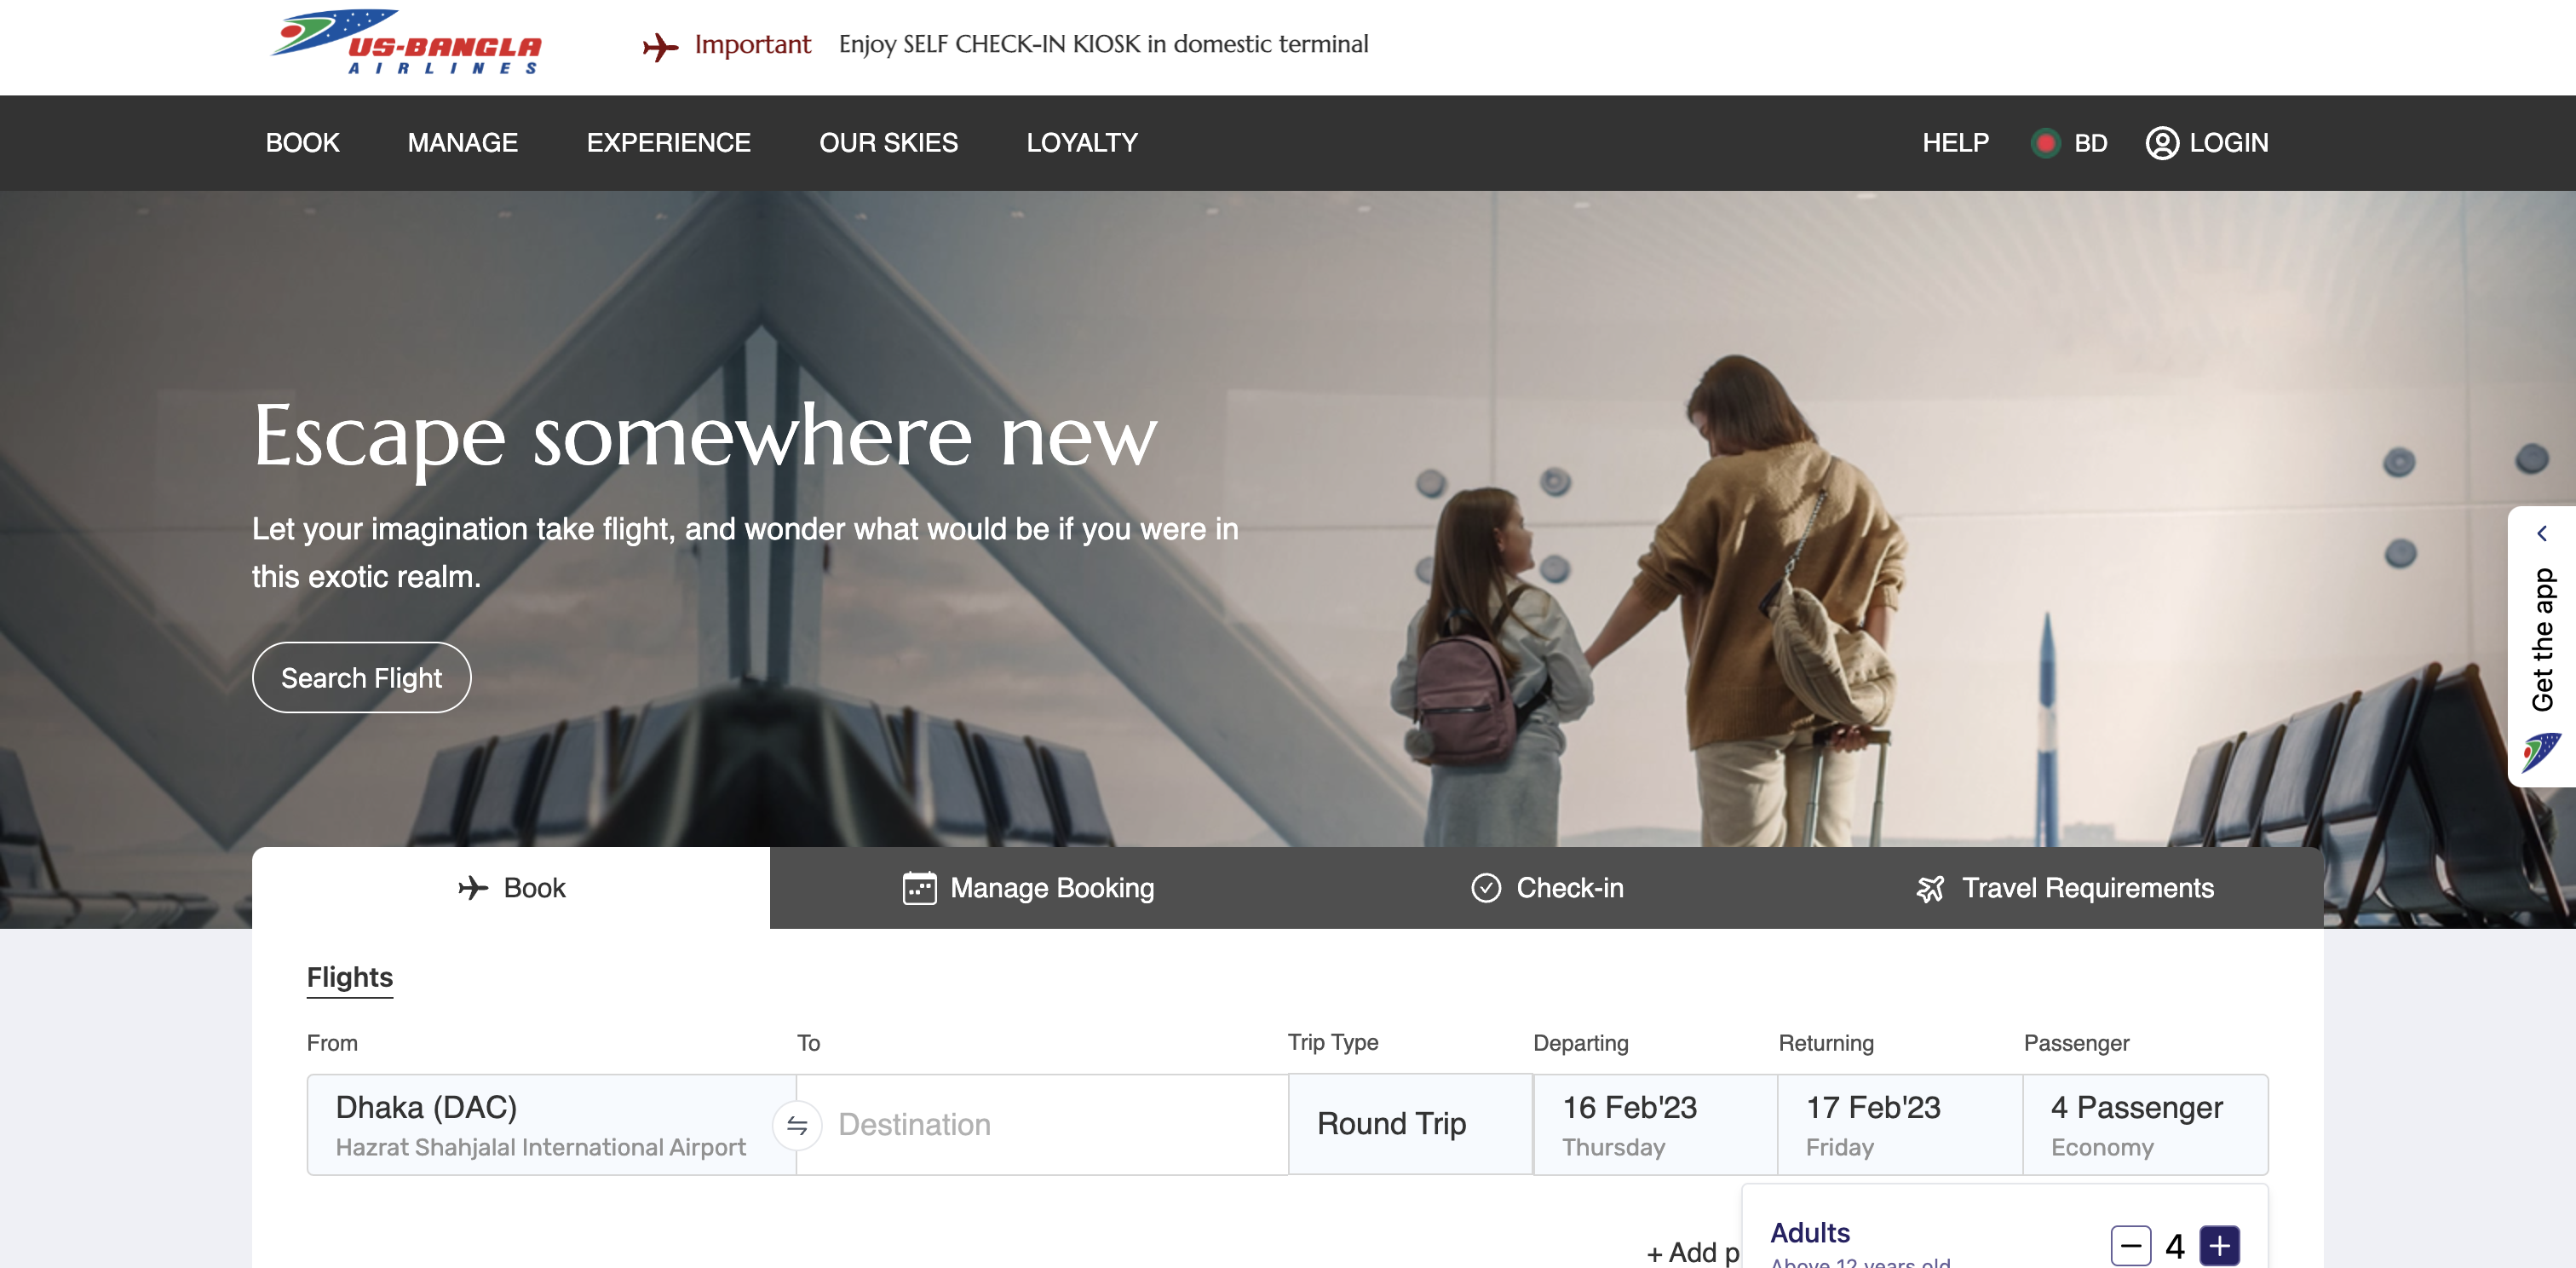 US-BANGLA
AIRLINES
Important Enjoy SELF CHECK-IN KIOSK in domestic terminal
BOOK MANAGE EXPERIENCE OUR SKIES LOYALTY HELP BD LOGIN
Escape somewhere new
Let your imagination take flight, and wonder what would be if you were in
this exotic realm.
Search Flight
Get the app
Book Manage Booking Check-in Travel Requirements
Flights
From To Trip Type Departing Returning Passenger
Dhaka (DAC) Destination Round Trip 16 Feb'23 17 Feb'23 4 Passenger
Hazrat Shahjalal International Airport Thursday Friday Economy
+ Add p
Adults 4
Above 12 years old